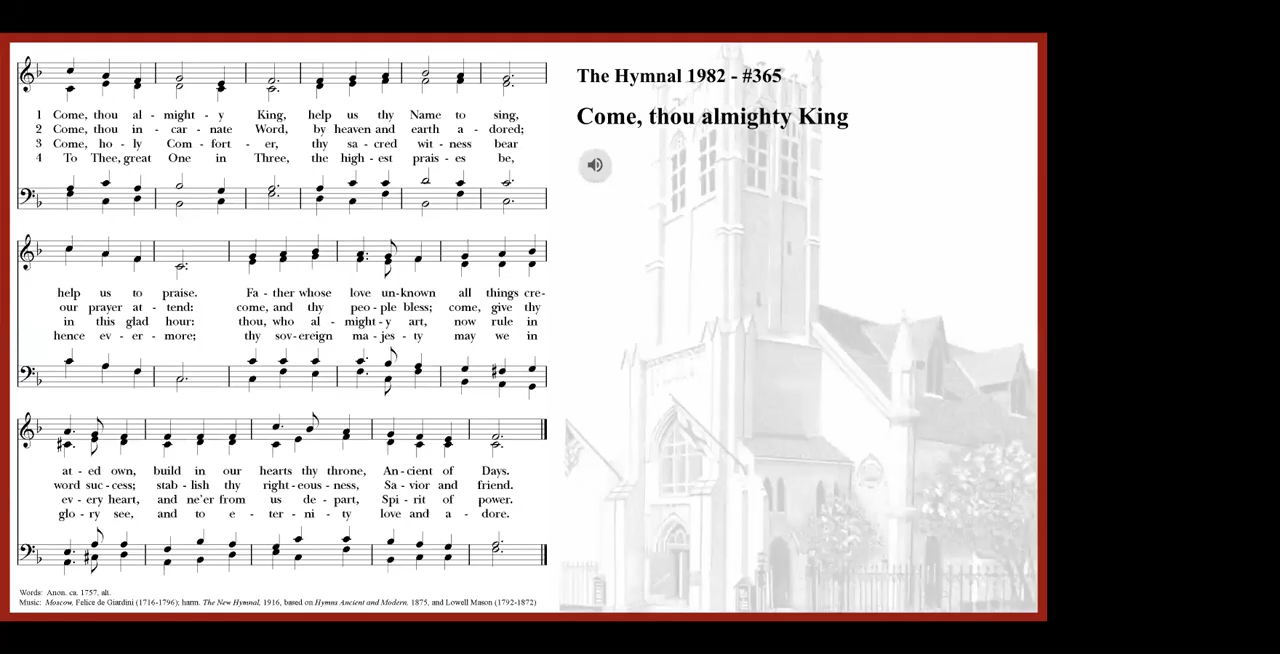 1 Come, thou al - might - y King, help us thy Name to sing,
2 Come, thou in - car - nate Word, by heaven and earth a - dored;
3 Come, ho - ly Com - fort - er, thy sa - cred wit - ness bear
4 To Thee, great One in Three, the high - est prais - es be,
help us to praise. Fa - ther whose love un - known all things cre-
our prayer at - tend: come, and thy peo - ple bless; come, give thy
in this glad hour: thou, who al - might - y art, now rule in
hence ev - er - more; thy sov - ereign ma - jes - ty may we in
at - ed own, build in our hearts thy throne, An - cient of Days.
word suc - cess; stab - lish thy right - eous - ness, Sa - vior and friend.
ev - ery heart, and ne'er from us de - part, Spi - rit of power.
glo - ry see, and to e - ter - ni - ty love and a - dore.
Words: Anon. ca. 1757, alt.
Music: Moscow, Felice de Giardini (1716-1796); harm. The New Hymnal, 1916, based on Hymns Ancient and Modern, 1875, and Lowell Mason (1792-1872)
The Hymnal 1982 - #365
Come, thou almighty King